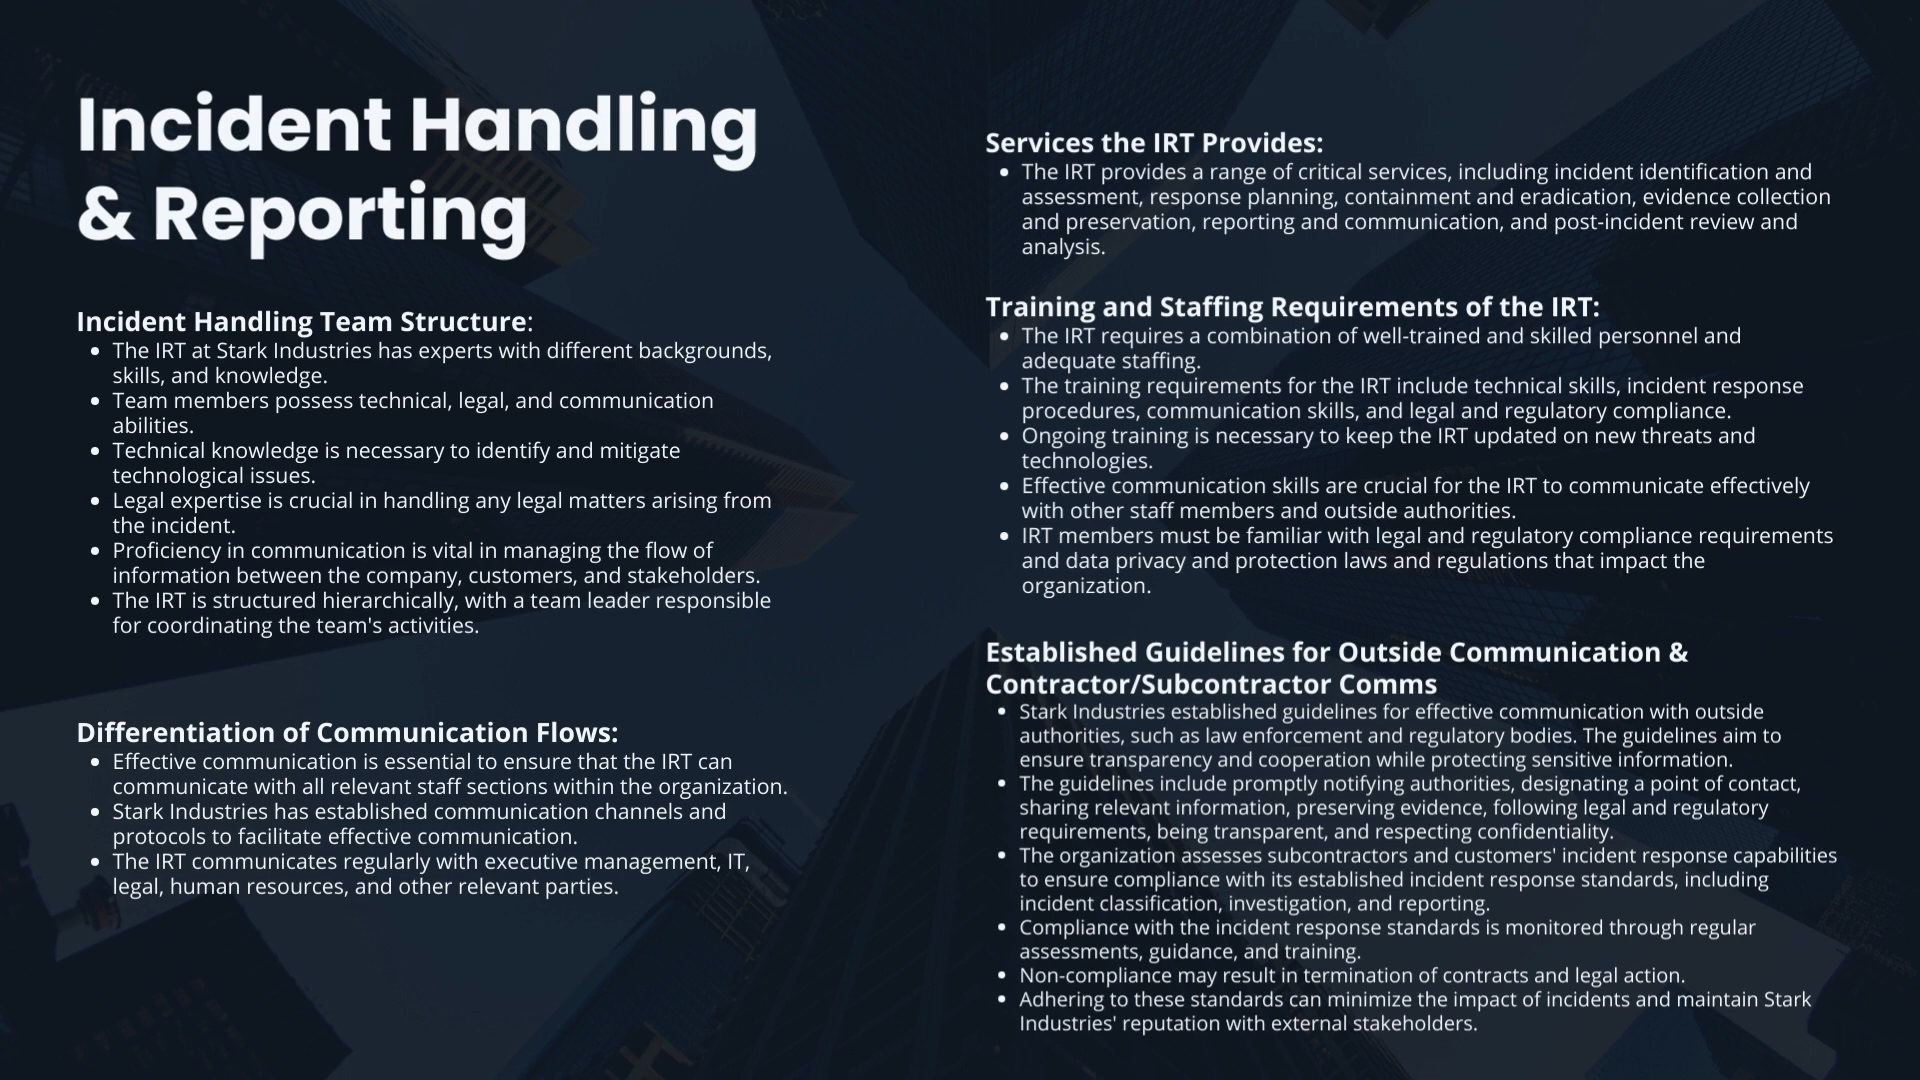 Incident Handling
& Reporting
Incident Handling Team Structure:
• The IRT at Stark Industries has experts with different backgrounds,
skills, and knowledge.
• Team members possess technical, legal, and communication
abilities.
• Technical knowledge is necessary to identify and mitigate
technological issues.
• Legal expertise is crucial in handling any legal matters arising from
the incident.
• Proficiency in communication is vital in managing the flow of
information between the company, customers, and stakeholders.
• The IRT is structured hierarchically, with a team leader responsible
for coordinating the team's activities.
Differentiation of Communication Flows:
• Effective communication is essential to ensure that the IRT can
communicate with all relevant staff sections within the organization.
• Stark Industries has established communication channels and
protocols to facilitate effective communication.
• The IRT communicates regularly with executive management, IT,
legal, human resources, and other relevant parties.
Services the IRT Provides:
• The IRT provides a range of critical services, including incident identification and
assessment, response planning, containment and eradication, evidence collection
and preservation, reporting and communication, and post-incident review and
analysis.
Training and Staffing Requirements of the IRT:
• The IRT requires a combination of well-trained and skilled personnel and
adequate staffing.
• The training requirements for the IRT include technical skills, incident response
procedures, communication skills, and legal and regulatory compliance.
• Ongoing training is necessary to keep the IRT updated on new threats and
technologies.
• Effective communication skills are crucial for the IRT to communicate effectively
with other staff members and outside authorities.
• IRT members must be familiar with legal and regulatory compliance requirements
and data privacy and protection laws and regulations that impact the
organization.
Established Guidelines for Outside Communication &
Contractor/Subcontractor Comms
• Stark Industries established guidelines for effective communication with outside
authorities, such as law enforcement and regulatory bodies. The guidelines aim to
ensure transparency and cooperation while protecting sensitive information.
• The guidelines include promptly notifying authorities, designating a point of contact,
sharing relevant information, preserving evidence, following legal and regulatory
requirements, being transparent, and respecting confidentiality.
• The organization assesses subcontractors and customers' incident response capabilities
to ensure compliance with its established incident response standards, including
incident classification, investigation, and reporting.
• Compliance with the incident response standards is monitored through regular
assessments, guidance, and training.
• Non-compliance may result in termination of contracts and legal action.
• Adhering to these standards can minimize the impact of incidents and maintain Stark
Industries' reputation with external stakeholders.